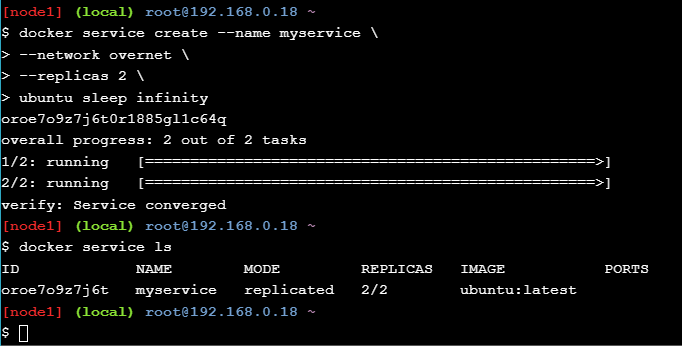 [node1] (local) root@192.168.0.18 ~
$ docker service create --name myservice \
> --network overnet \
> --replicas 2 \
> ubuntu sleep infinity
oroe7o9z7j6t0r1885gl1c64q
overall progress: 2 out of 2 tasks
1/2: running   [==================================================>]
2/2: running   [==================================================>]
verify: Service converged
[node1] (local) root@192.168.0.18 ~
$ docker service ls
ID             NAME        MODE         REPLICAS   IMAGE           PORTS
oroe7o9z7j6t   myservice   replicated   2/2        ubuntu:latest
[node1] (local) root@192.168.0.18 ~
$